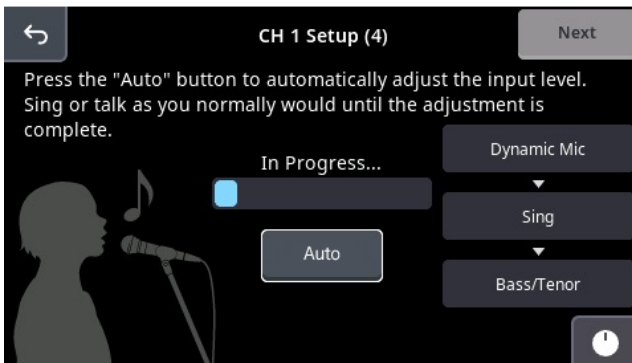 CH 1 Setup (4)
Next
Press the "Auto" button to automatically adjust the input level.
Sing or talk as you normally would until the adjustment is
complete.
In Progress...
Auto
Dynamic Mic
Sing
Bass/Tenor